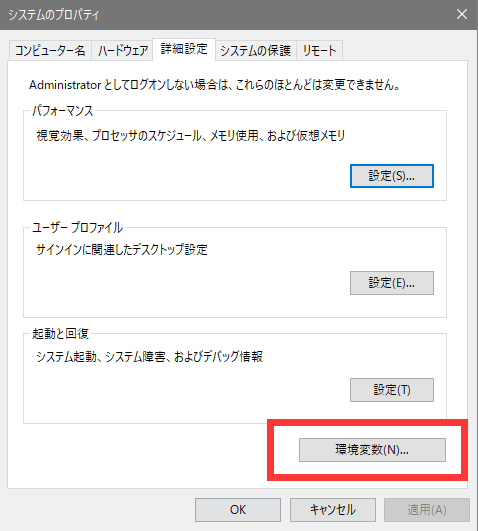 システムのプロパティ
コンピューター名 ハードウェア 詳細設定 システムの保護 リモート
Administrator としてログオンしない場合は、これらのほとんどは変更できません。
パフォーマンス
視覚効果、プロセッサのスケジュール、メモリ使用、および仮想メモリ
設定(S)...
ユーザー プロファイル
サインインに関連したデスクトップ設定
設定(E)...
起動と回復
システム起動、システム障害、およびデバッグ情報
設定(T)
環境変数(N)...
OK キャンセル 適用(A)